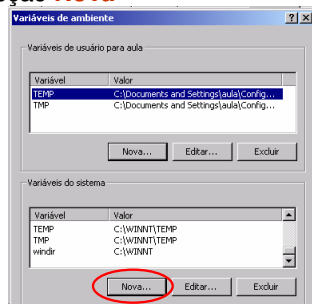 ção Nova
Variáveis de ambiente
Variáveis de usuário para aula
Variável Valor
TEMP C:\Documents and Settings\aula\Config...
TMP C:\Documents and Settings\aula\Config...
Nova... Editar... Excluir
Variáveis do sistema
Variável Valor
TEMP C:\WINNT\TEMP
TMP C:\WINNT\TEMP
windir C:\WINNT
Nova... Editar... Excluir